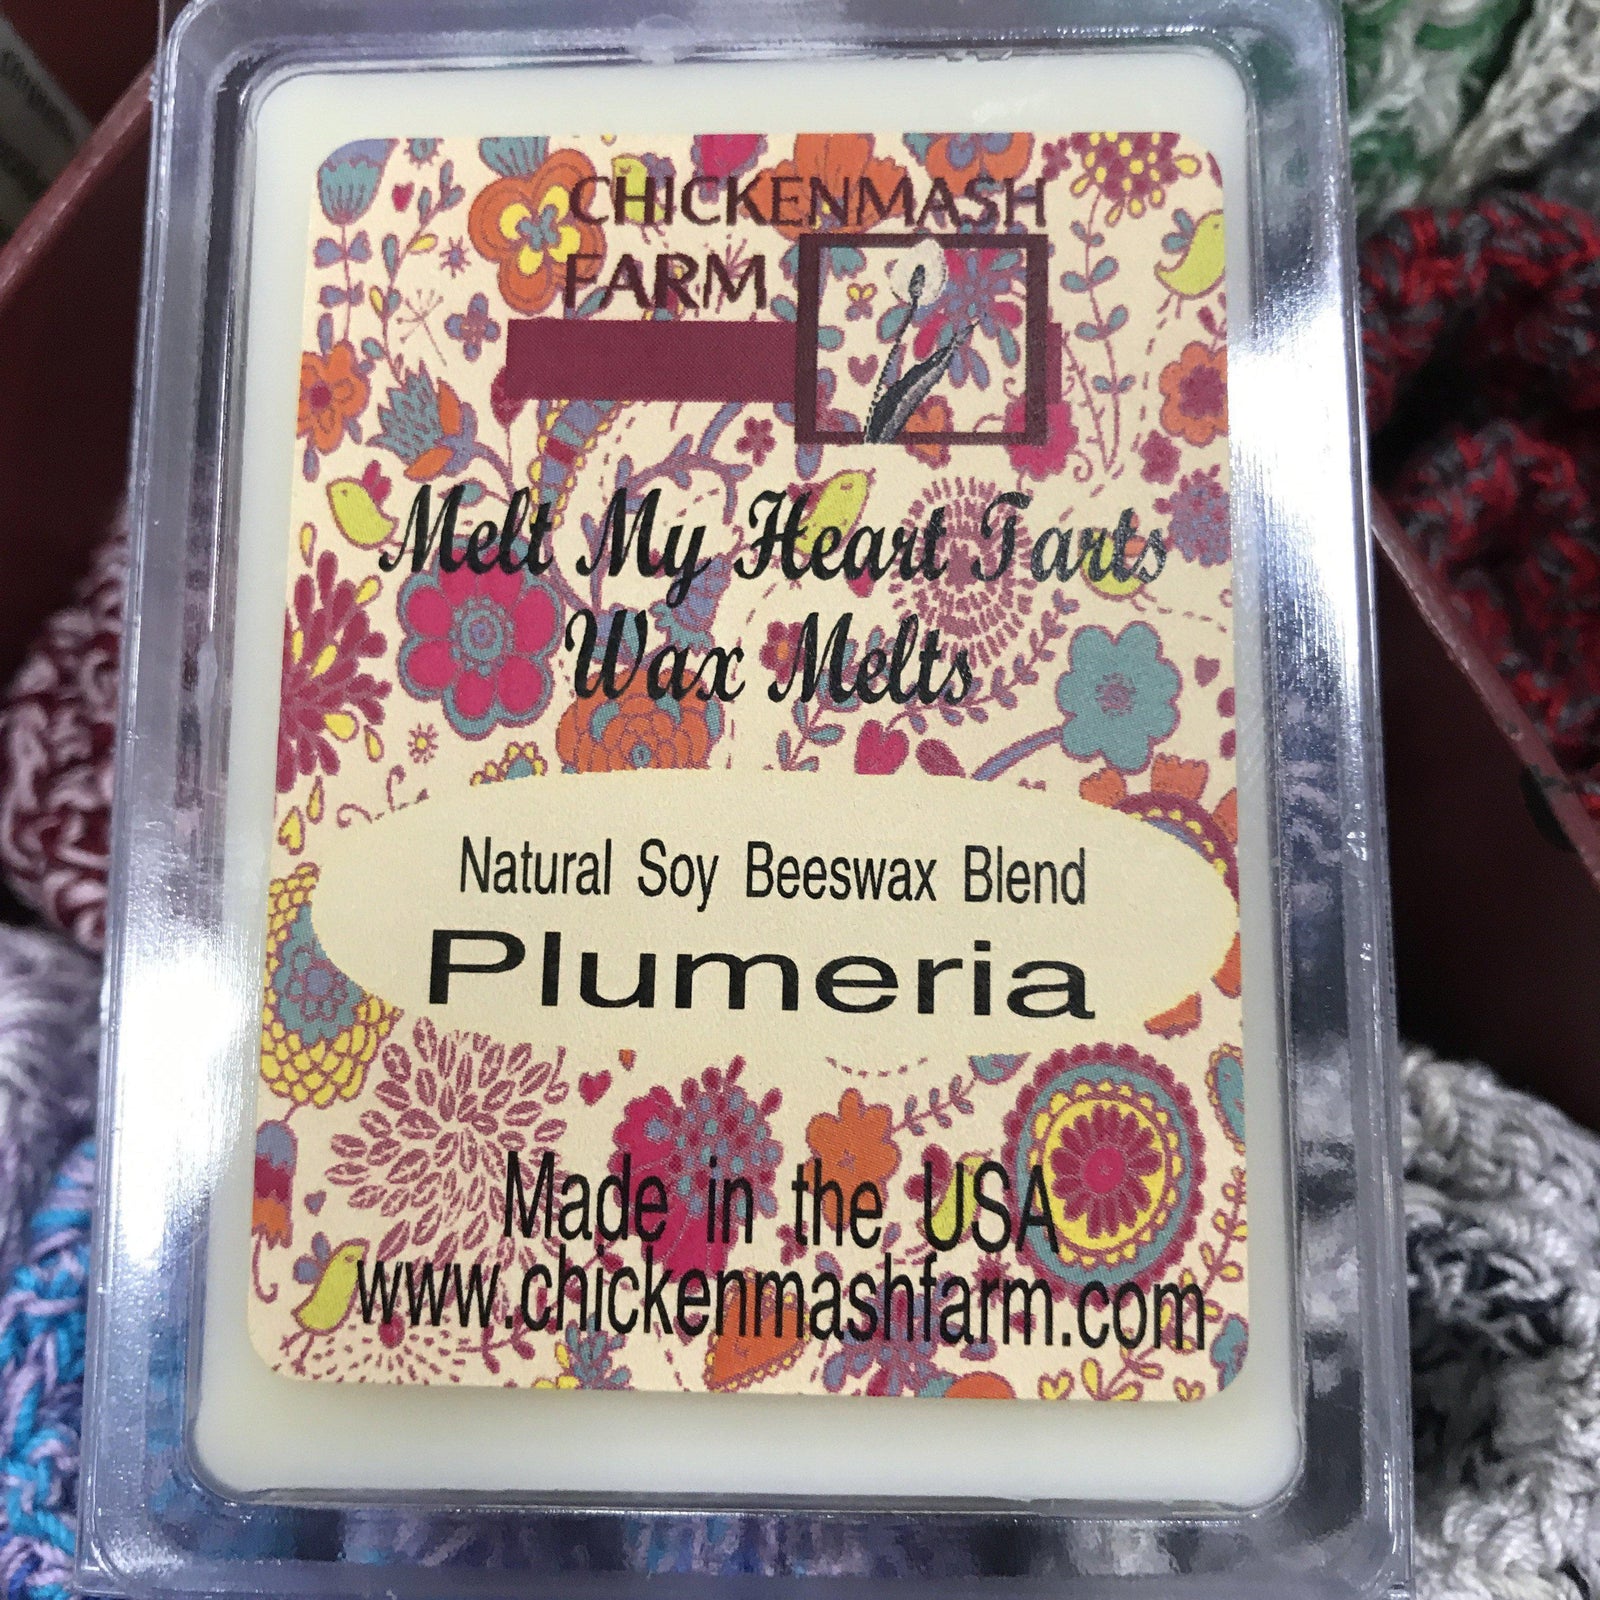 CHICKENMASH
FARM
Melt My Heart Tarts
Wax Melts
Natural Soy Beeswax Blend
Plumeria
Made in the USA
www.chickenmashfarm.com